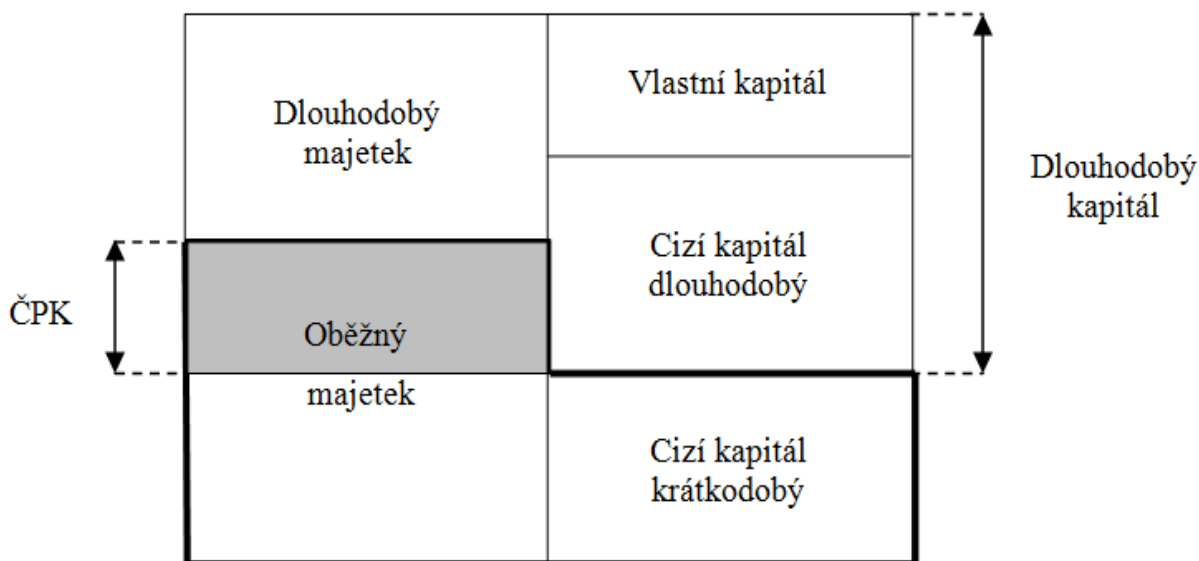 Dlouhodobý
majetek
Vlastní kapitál
Dlouhodobý
kapitál
Cizí kapitál
dlouhodobý
ČPK
Oběžný
majetek
Cizí kapitál
krátkodobý